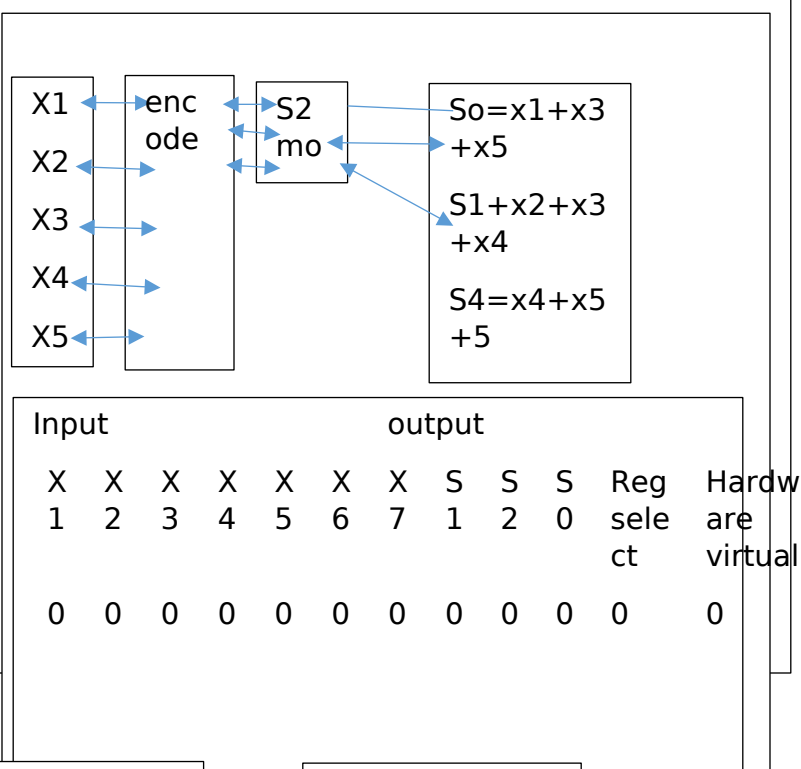 X1
X2
X3
X4
X5
enc
ode
S2
mo
So=x1+x3
+x5
S1+x2+x3
+x4
S4=x4+x5
+5
Input output
X X X X X X X S S S Reg Hardw
1 2 3 4 5 6 7 1 2 0 sele are
ct virtual
0 0 0 0 0 0 0 0 0 0 0 0